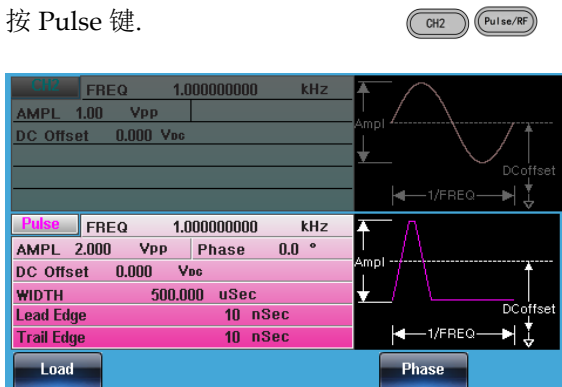 按 Pulse 键.
CH2 Pulse/RF
CH2 FREQ 1.000000000 kHz
AMPL 1.00 Vpp
DC Offset 0.000 VDC
Ampl
DCoffset
1/FREQ
Pulse FREQ 1.000000000 kHz
AMPL 2.000 Vpp Phase 0.0 °
DC Offset 0.000 VDC
WIDTH 500.000 uSec
Lead Edge 10 nSec
Trail Edge 10 nSec
Ampl
DCoffset
1/FREQ
Load Phase